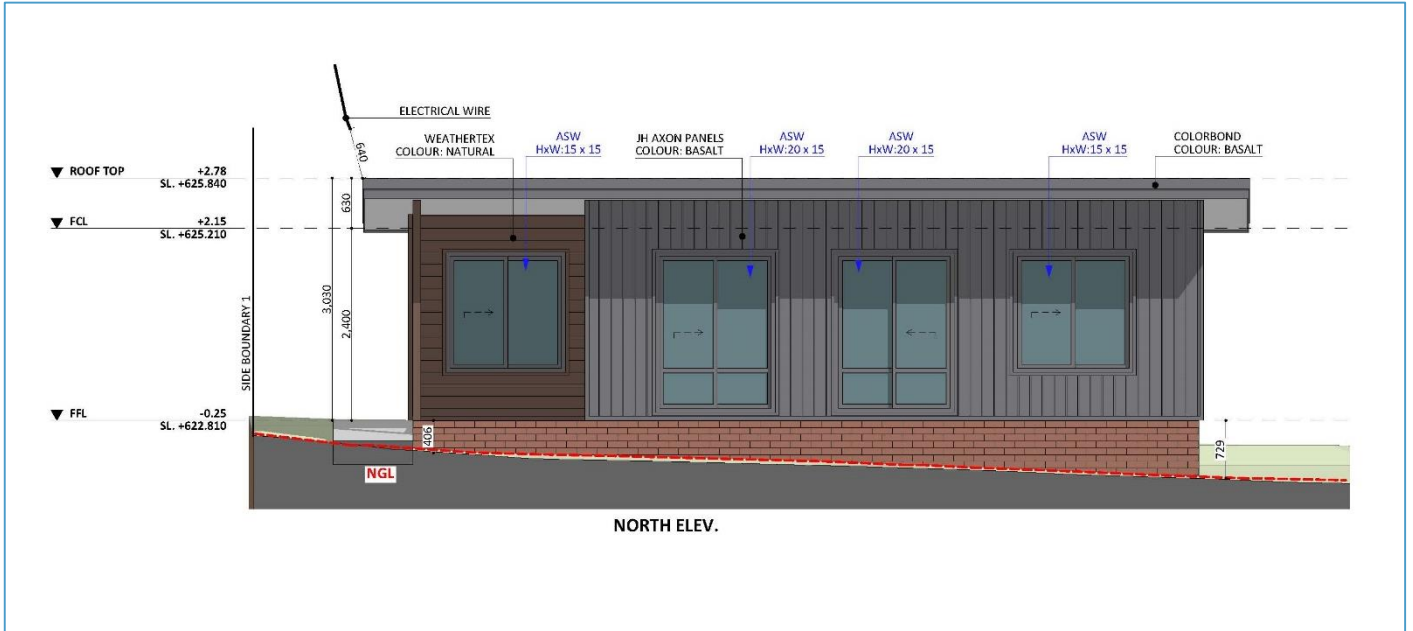 ELECTRICAL WIRE
640
WEATHERTEX
COLOUR: NATURAL
ASW
HxW:15 x 15
JH AXON PANELS
COLOUR: BASALT
ASW
HxW:20 x 15
ASW
HxW:20 x 15
ASW
HxW:15 x 15
COLORBOND
COLOUR: BASALT
ROOF TOP +2.78
SL. +625.840
630
FCL +2.15
SL. +625.210
3,030
2,400
SIDE BOUNDARY 1
FFL -0.25
SL. +622.810
406
729
NGL
NORTH ELEV.